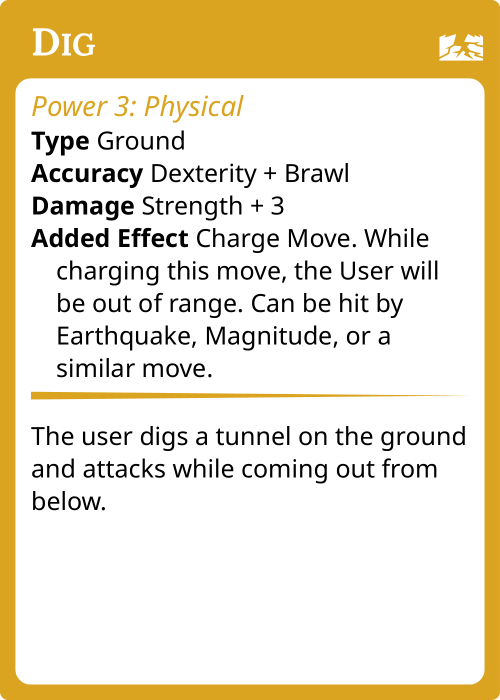 Dig
Power 3: Physical
Type Ground
Accuracy Dexterity + Brawl
Damage Strength + 3
Added Effect Charge Move. While
charging this move, the User will
be out of range. Can be hit by
Earthquake, Magnitude, or a
similar move.
The user digs a tunnel on the ground
and attacks while coming out from
below.